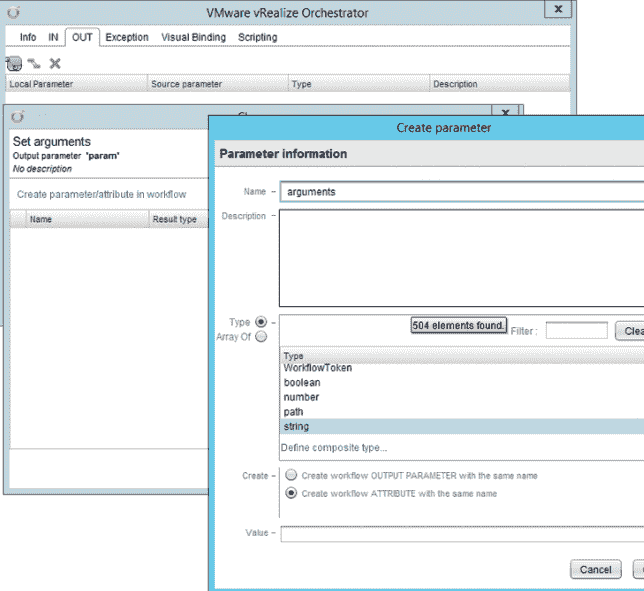 VMware vRealize Orchestrator
x
Info IN OUT Exception Visual Binding Scripting
Local Parameter Source parameter Type Description
Set arguments
Output parameter "param"
No description
Create parameter/attribute in workflow
Name Result type
Create parameter
Parameter information
Name arguments
Description
Type
Array Of
504 elements found.
Filter :
Type
WorkflowToken
boolean
number
path
string
Define composite type...
Create
Create workflow OUTPUT PARAMETER with the same name
Create workflow ATTRIBUTE with the same name
Value
Cancel